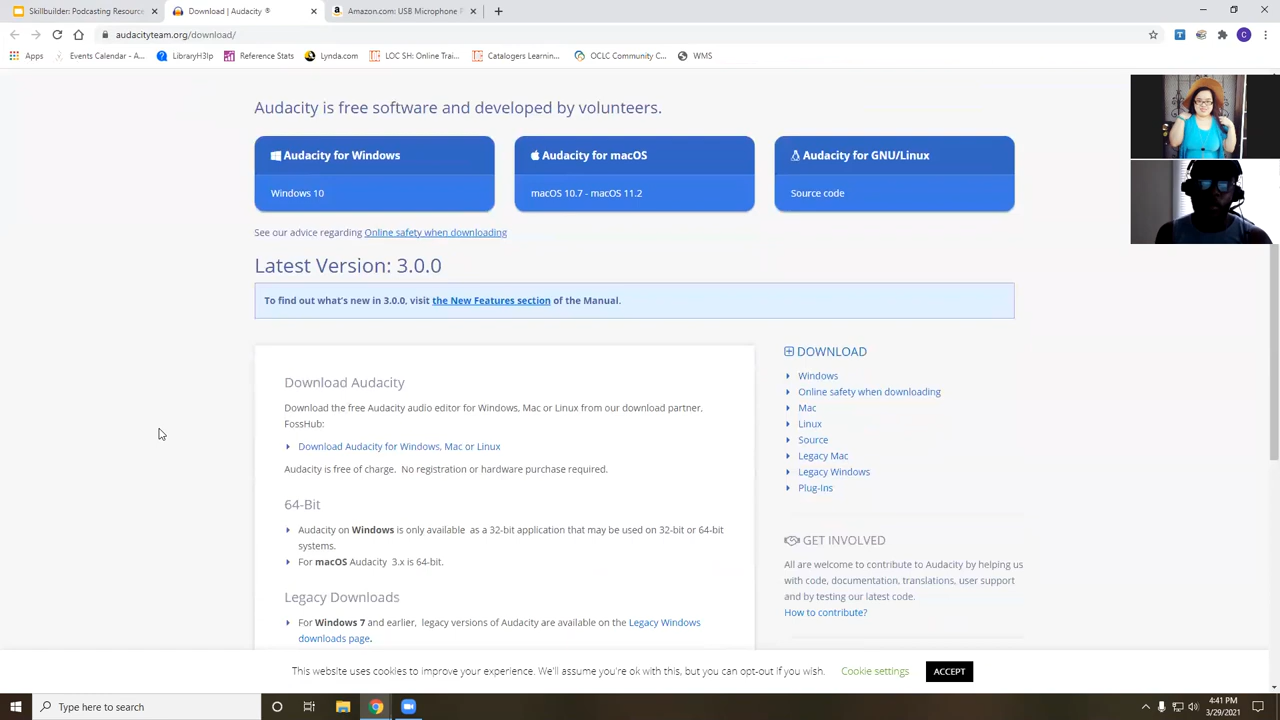 Skillbuilder: Podcasting Resource
Download | Audacity ®
Amazon.com: USB Microphone P
audacityteam.org/download/
C
Apps
Events Calendar - A...
LibraryH3lp
Reference Stats
Lynda.com
LOC SH: Online Trai...
Catalogers Learnin...
OCLC Community C...
WMS
Audacity is free software and developed by volunteers.
Audacity for Windows
Windows 10
Audacity for macOS
macOS 10.7 - macOS 11.2
Audacity for GNU/Linux
Source code
See our advice regarding Online safety when downloading
Latest Version: 3.0.0
To find out what's new in 3.0.0, visit the New Features section of the Manual.
Download Audacity
Download the free Audacity audio editor for Windows, Mac or Linux from our download partner,
FossHub:
Download Audacity for Windows, Mac or Linux
Audacity is free of charge. No registration or hardware purchase required.
64-Bit
Audacity on Windows is only available as a 32-bit application that may be used on 32-bit or 64-bit
systems.
For macOS Audacity 3.x is 64-bit.
Legacy Downloads
For Windows 7 and earlier, legacy versions of Audacity are available on the Legacy Windows
downloads page.
DOWNLOAD
Windows
Online safety when downloading
Mac
Linux
Source
Legacy Mac
Legacy Windows
Plug-Ins
GET INVOLVED
All are welcome to contribute to Audacity by helping us
with code, documentation, translations, user support
and by testing our latest code.
How to contribute?
This website uses cookies to improve your experience. We'll assume you're ok with this, but you can opt-out if you wish.
Cookie settings
ACCEPT
Type here to search
4:41 PM
3/29/2021